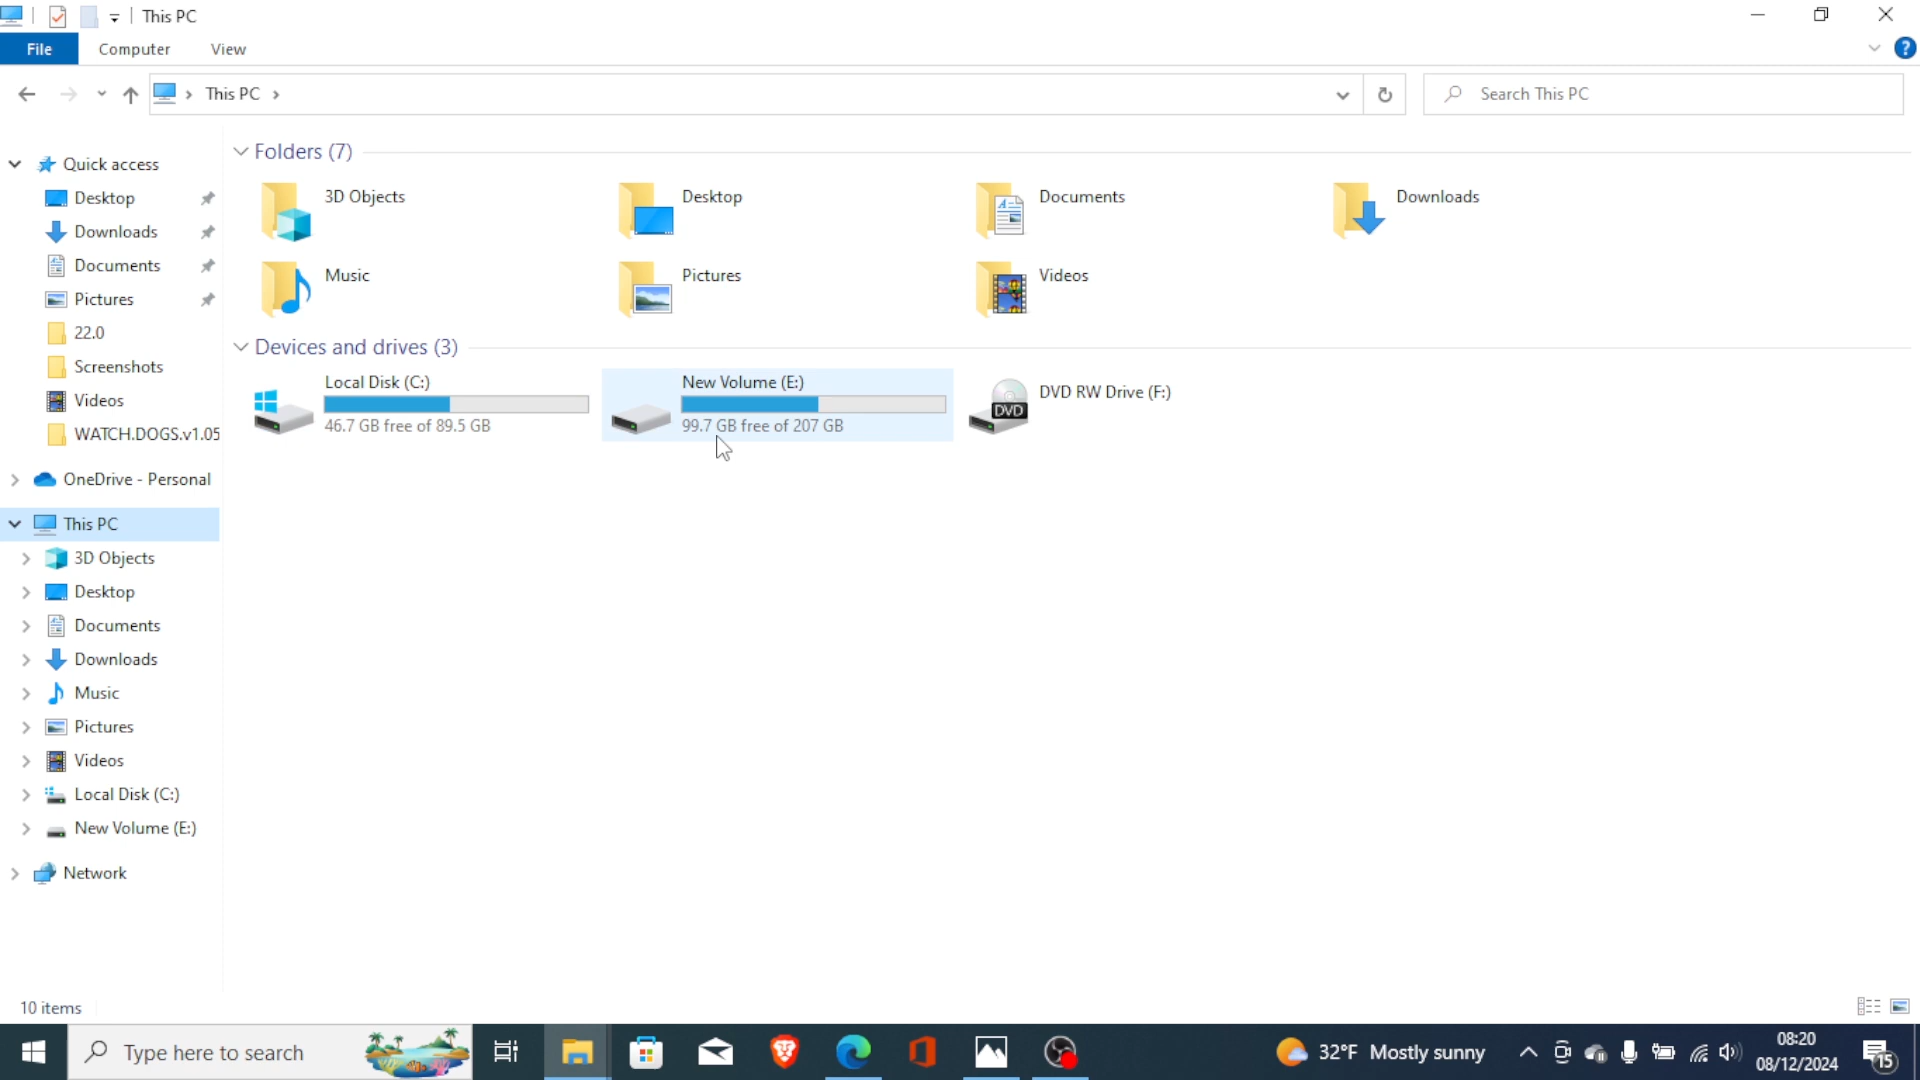 This PC
File Computer View
This PC
Search This PC
Quick access
Desktop
Downloads
Documents
Pictures
22.0
Screenshots
Videos
WATCH.DOGS.v1.05
OneDrive - Personal
This PC
3D Objects
Desktop
Documents
Downloads
Music
Pictures
Videos
Local Disk (C:)
New Volume (E:)
Network
Folders (7)
3D Objects
Desktop
Documents
Downloads
Music
Pictures
Videos
Devices and drives (3)
Local Disk (C:)
46.7 GB free of 89.5 GB
New Volume (E:)
99.7 GB free of 207 GB
DVD
DVD RW Drive (F:)
10 items
Type here to search
32°F Mostly sunny
08:20
08/12/2024
15